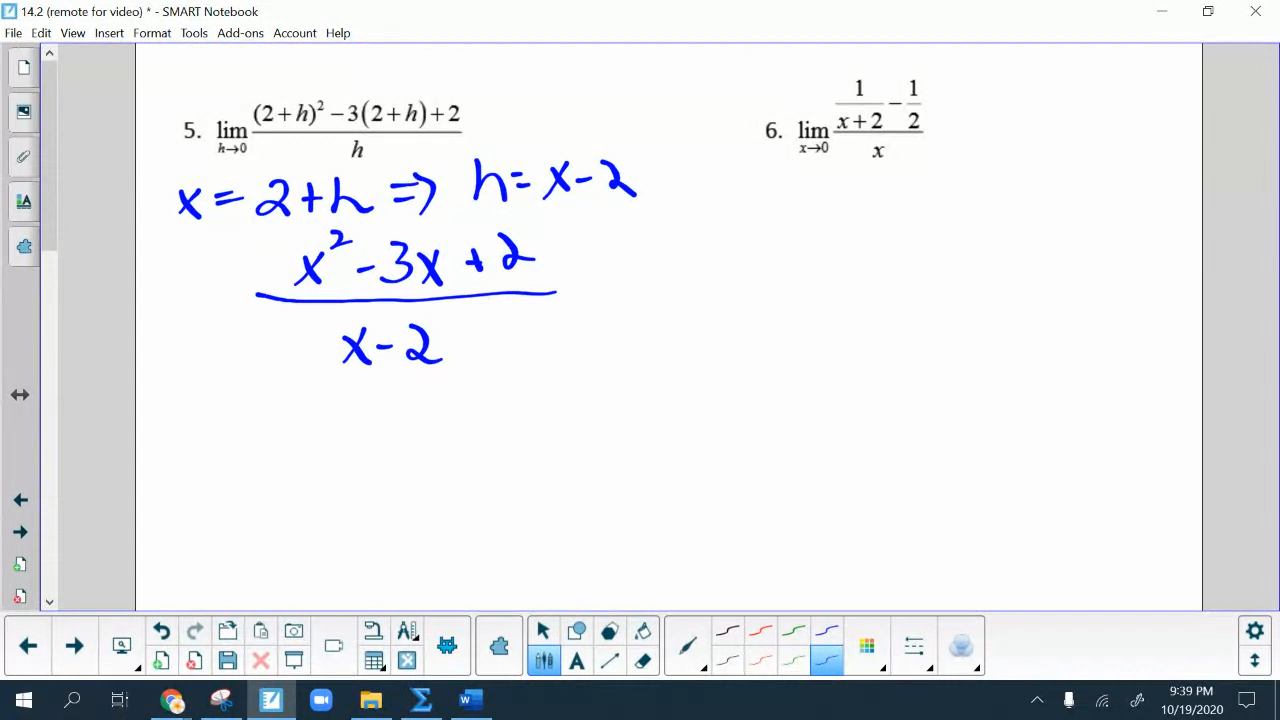 14.2 (remote for video) * - SMART Notebook
File Edit View Insert Format Tools Add-ons Account Help
5. lim h→0 ((2+h)² − 3(2+h) + 2) / h
x = 2+h ⇒ h = x-2
x² - 3x + 2
x - 2
6. lim x→0 (1/(x+2) − 1/2) / x
A
9:39 PM
10/19/2020